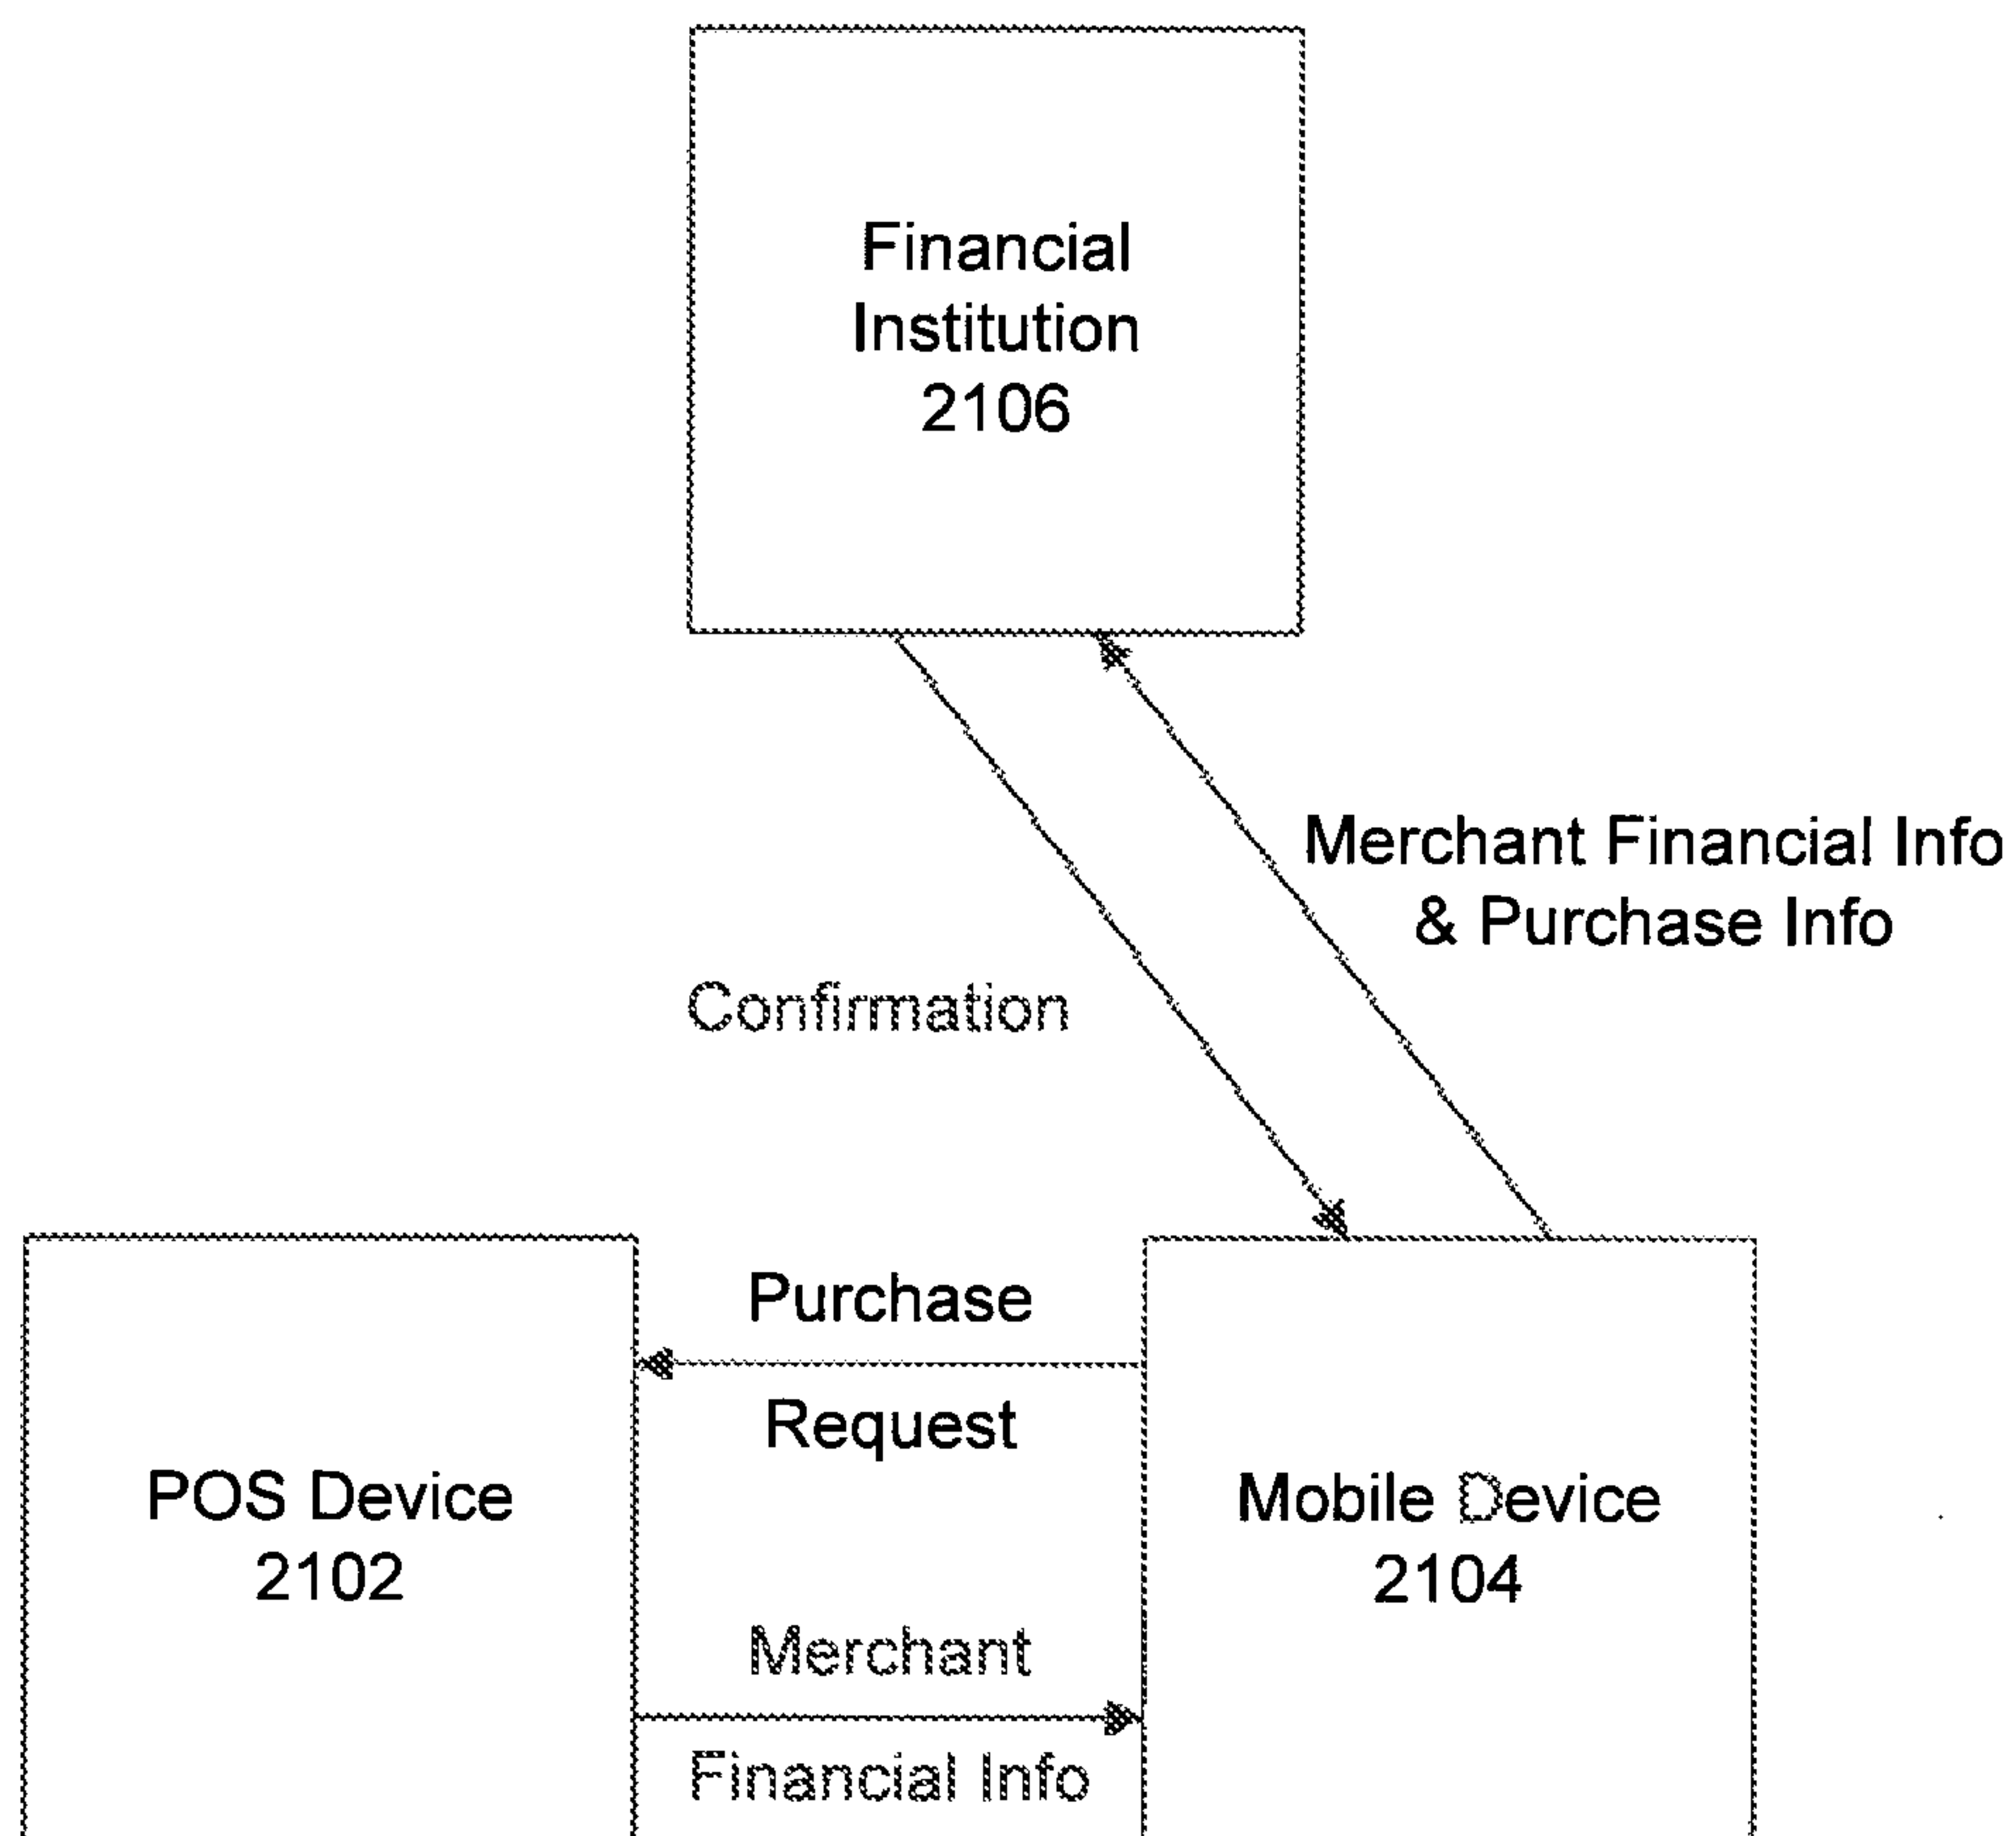 Financial
Institution
2106
Merchant Financial Info
& Purchase Info
Confirmation
Purchase
Request
POS Device
2102
Mobile Device
2104
Merchant
Financial Info